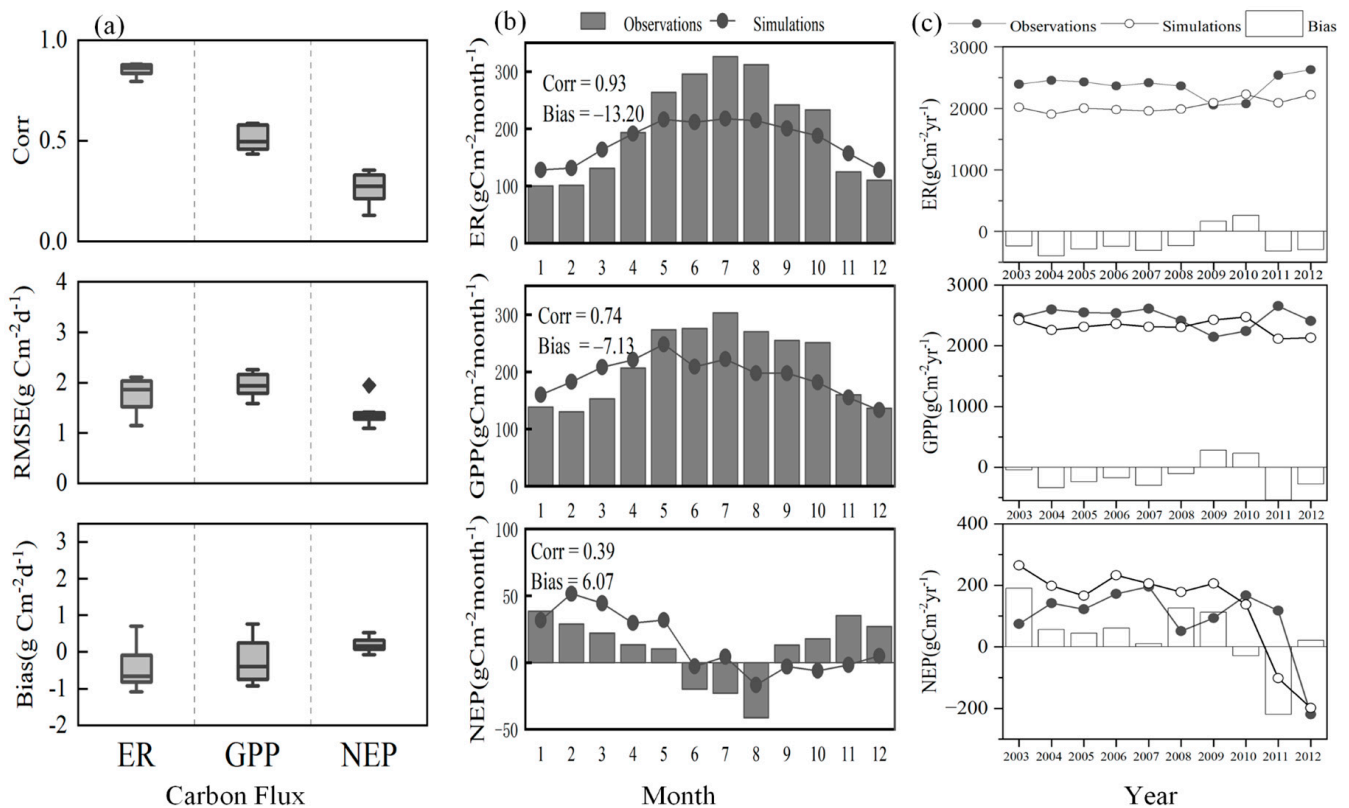 (a)
1.0
0.5
0.0
Corr
4
3
2
1
0
RMSE(g Cm-2d-1)
3
2
1
0
-1
-2
Bias(g Cm-2d-1)
ER GPP NEP
Carbon Flux
(b)
Observations Simulations
300
200
100
0
ER(gCm-2month-1)
Corr = 0.93
Bias = –13.20
1 2 3 4 5 6 7 8 9 10 11 12
300
200
100
0
GPP(gCm-2month-1)
Corr = 0.74
Bias = –7.13
1 2 3 4 5 6 7 8 9 10 11 12
100
50
0
−50
NEP(gCm-2month-1)
Corr = 0.39
Bias = 6.07
1 2 3 4 5 6 7 8 9 10 11 12
Month
(c)
Observations Simulations Bias
3000
2000
1000
0
ER(gCm-2yr-1)
2003 2004 2005 2006 2007 2008 2009 2010 2011 2012
3000
2000
1000
0
GPP(gCm-2yr-1)
2003 2004 2005 2006 2007 2008 2009 2010 2011 2012
400
200
0
−200
NEP(gCm-2yr-1)
2003 2004 2005 2006 2007 2008 2009 2010 2011 2012
Year